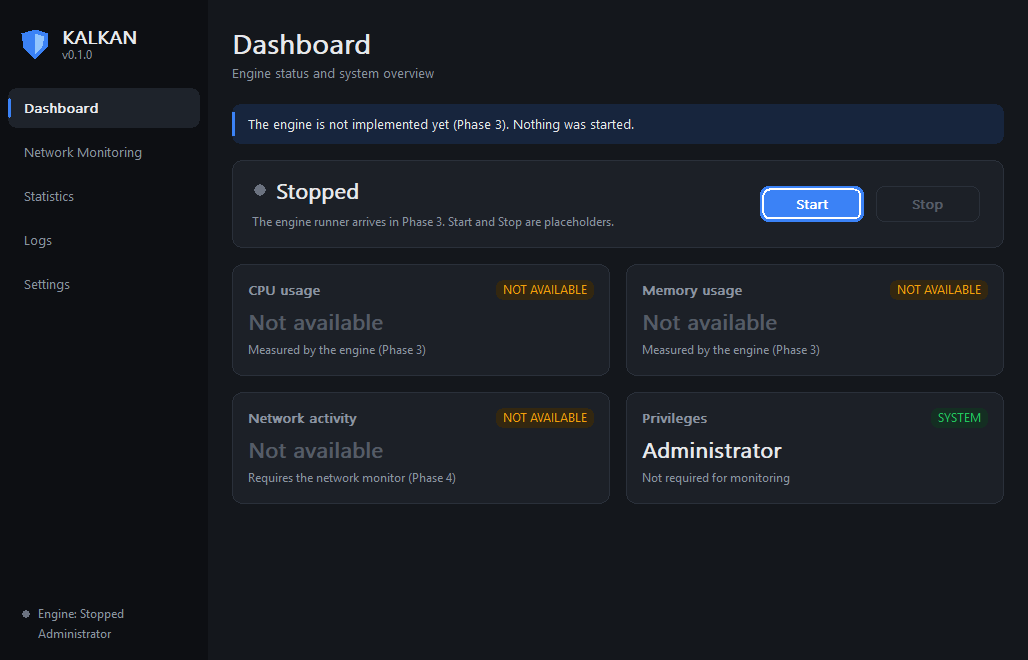 KALKAN
v0.1.0
Dashboard
Network Monitoring
Statistics
Logs
Settings
Engine: Stopped
Administrator
Dashboard
Engine status and system overview
The engine is not implemented yet (Phase 3). Nothing was started.
Stopped
The engine runner arrives in Phase 3. Start and Stop are placeholders.
Start
Stop
CPU usage
NOT AVAILABLE
Not available
Measured by the engine (Phase 3)
Memory usage
NOT AVAILABLE
Not available
Measured by the engine (Phase 3)
Network activity
NOT AVAILABLE
Not available
Requires the network monitor (Phase 4)
Privileges
SYSTEM
Administrator
Not required for monitoring